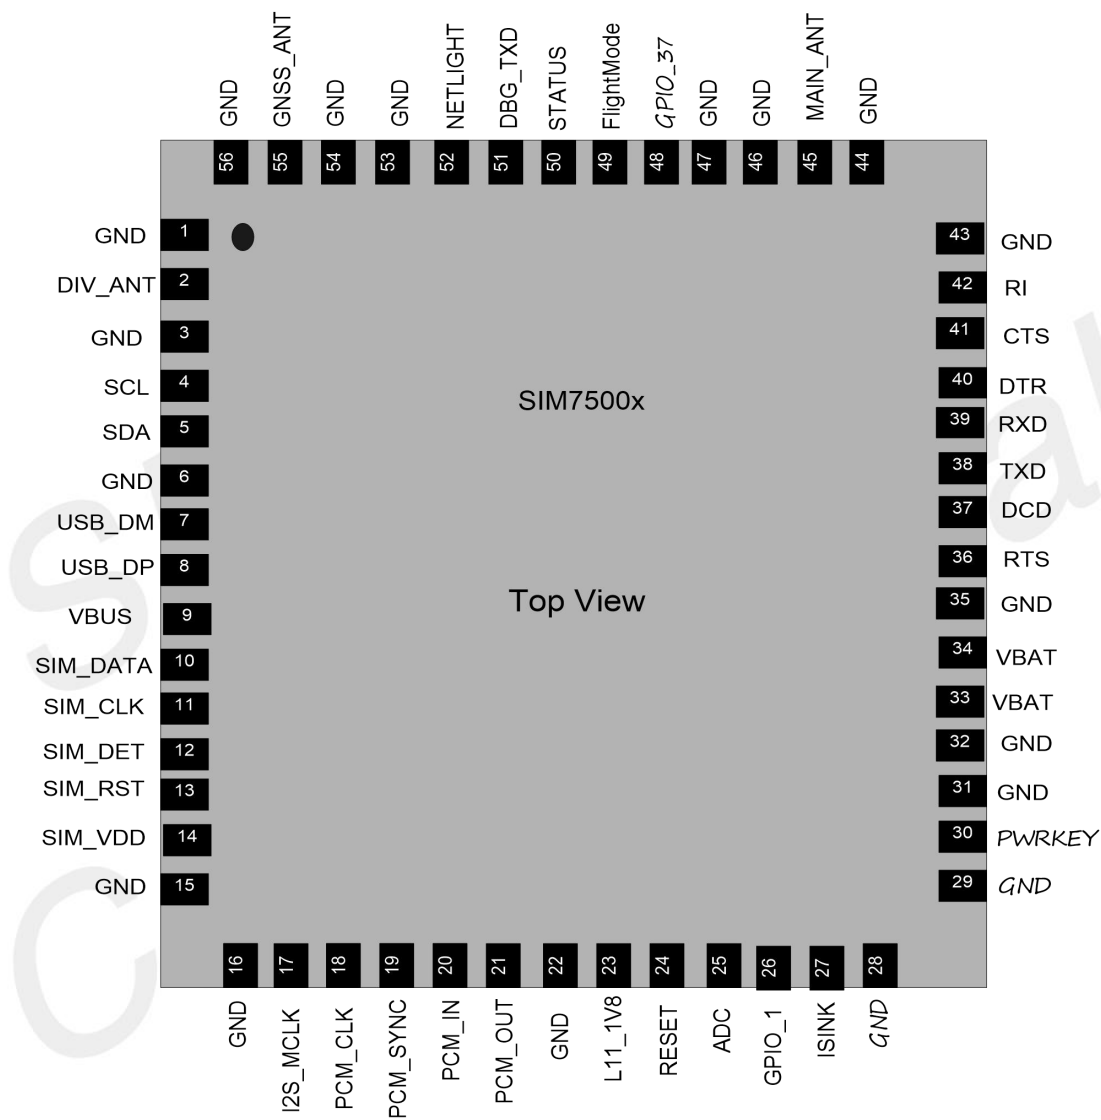 GND
GNSS_ANT
GND
GND
NETLIGHT
DBG_TXD
STATUS
FlightMode
GPIO_37
GND
GND
MAIN_ANT
GND
56
55
54
53
52
51
50
49
48
47
46
45
44
GND 1
DIV_ANT 2
GND 3
SCL 4
SDA 5
GND 6
USB_DM 7
USB_DP 8
VBUS 9
SIM_DATA 10
SIM_CLK 11
SIM_DET 12
SIM_RST 13
SIM_VDD 14
GND 15
SIM7500x
Top View
43 GND
42 RI
41 CTS
40 DTR
39 RXD
38 TXD
37 DCD
36 RTS
35 GND
34 VBAT
33 VBAT
32 GND
31 GND
30 PWRKEY
29 GND
16
17
18
19
20
21
22
23
24
25
26
27
28
GND
I2S_MCLK
PCM_CLK
PCM_SYNC
PCM_IN
PCM_OUT
GND
L11_1V8
RESET
ADC
GPIO_1
ISINK
GND